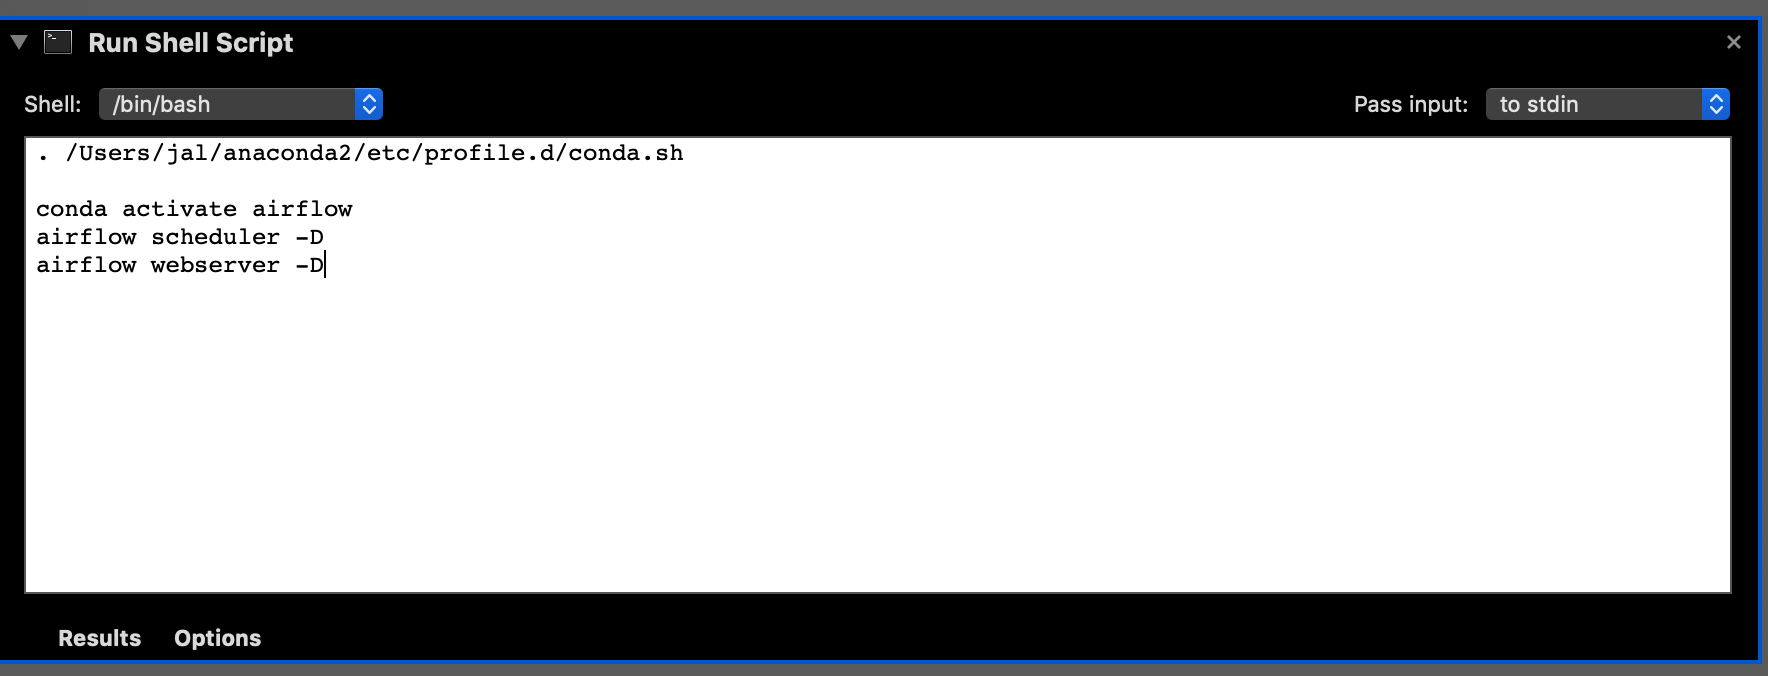 Run Shell Script
Shell: /bin/bash Pass input: to stdin
. /Users/jal/anaconda2/etc/profile.d/conda.sh
conda activate airflow
airflow scheduler -D
airflow webserver -D
Results Options